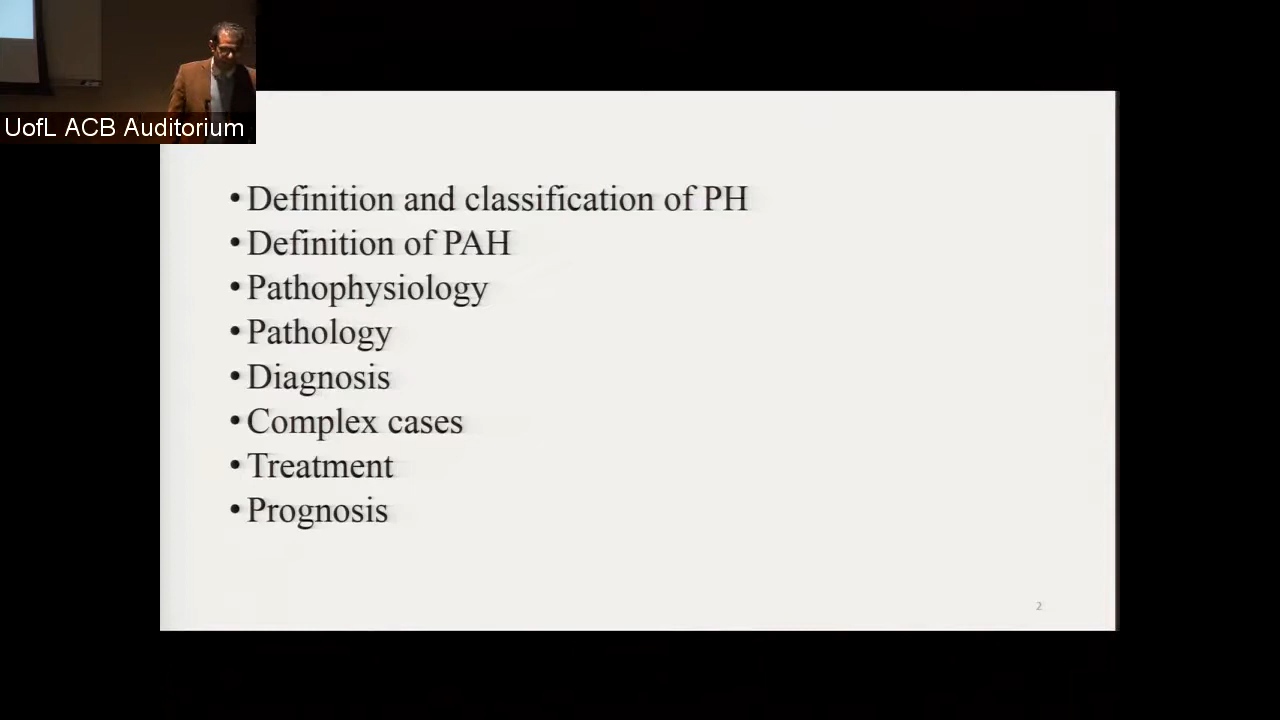 UofL ACB Auditorium
• Definition and classification of PH
• Definition of PAH
• Pathophysiology
• Pathology
• Diagnosis
• Complex cases
• Treatment
• Prognosis
2